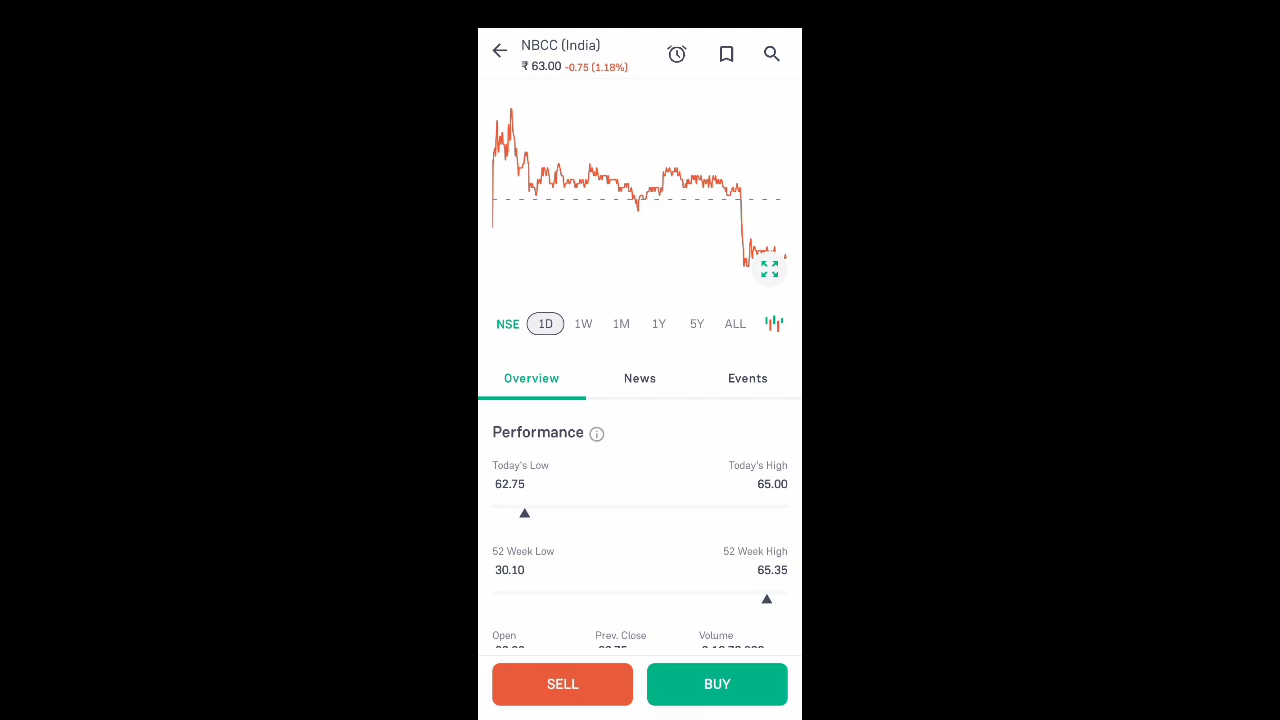 NBCC (India)
₹ 63.00 -0.75 (1.18%)
NSE 1D 1W 1M 1Y 5Y ALL
Overview News Events
Performance
Today's Low Today's High
62.75 65.00
52 Week Low 52 Week High
30.10 65.35
Open Prev. Close Volume
SELL BUY